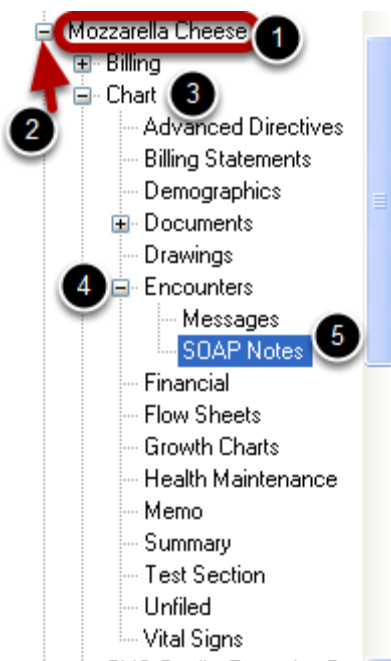 Mozzarella Cheese 1
Billing
2 Chart 3
Advanced Directives
Billing Statements
Demographics
Documents
Drawings
4 Encounters
Messages
SOAP Notes 5
Financial
Flow Sheets
Growth Charts
Health Maintenance
Memo
Summary
Test Section
Unfiled
Vital Signs